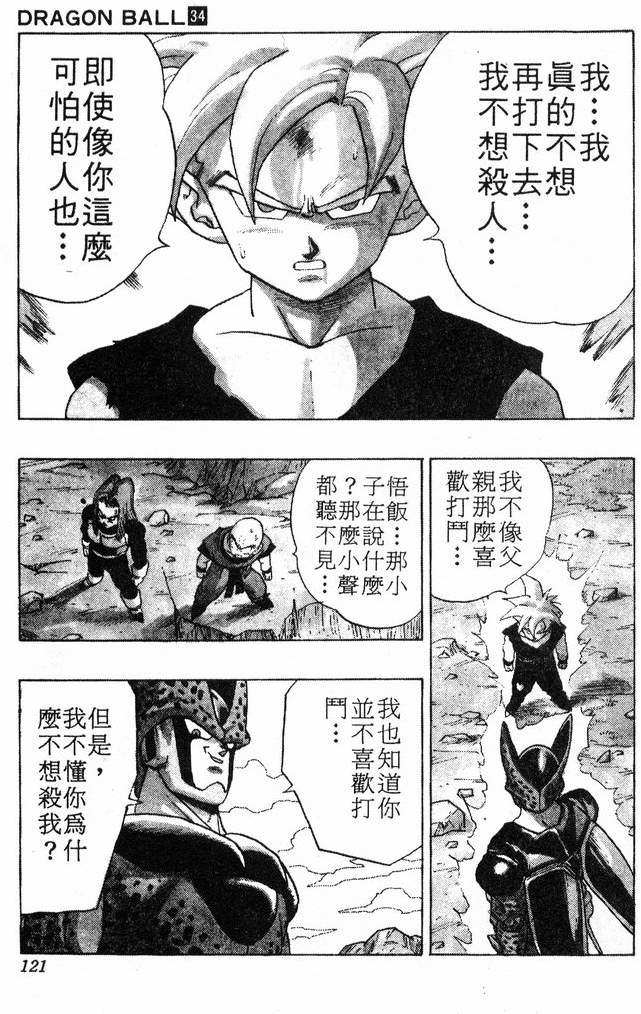 DRAGON BALL 34
我…我
眞的不想
再打下去…
我不想殺人…
即使像你這麼
可怕的人也…
我不像父
親那麼喜
歡打鬥…
悟飯…那小
子在說什麼
？那麼小聲
都聽不見…
我也知道你
並不喜歡打
鬥…
但是，
我不懂你爲什
麼不想殺我？
121